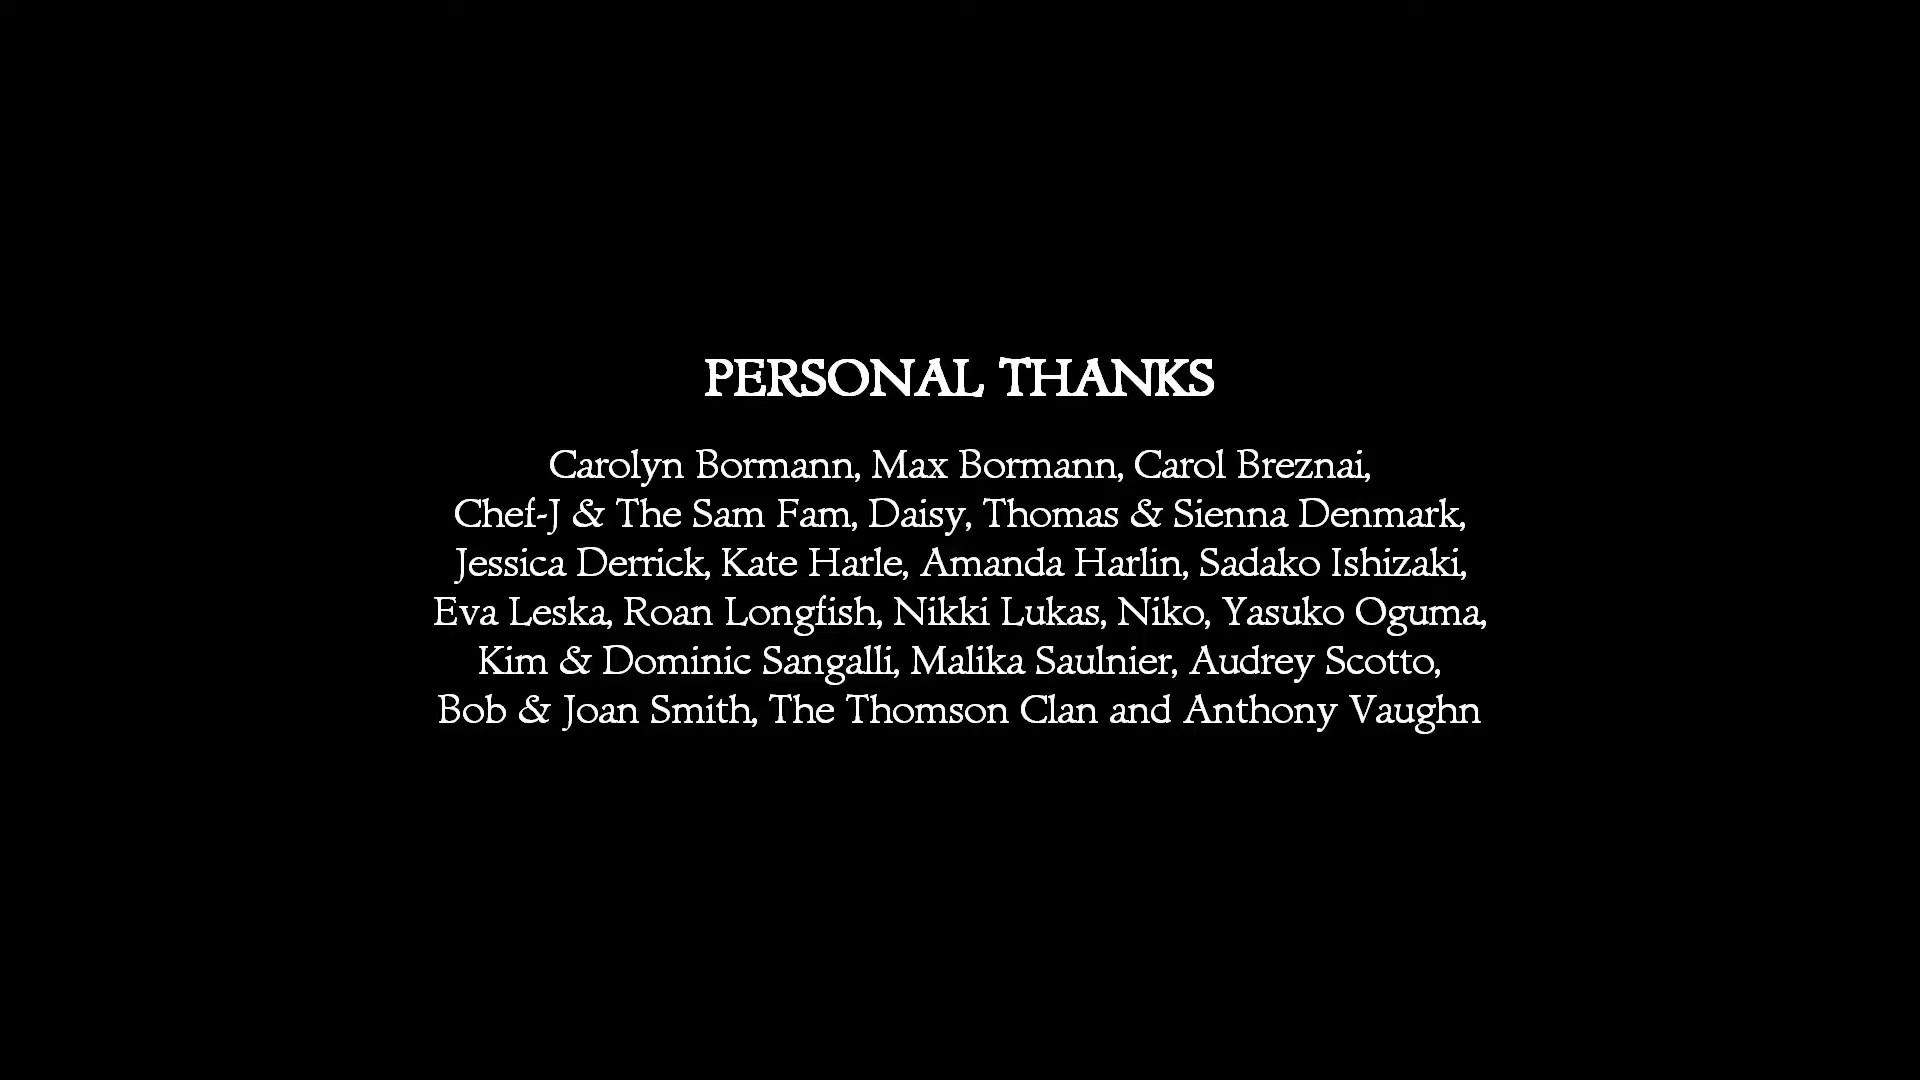 PERSONAL THANKS
Carolyn Bormann, Max Bormann, Carol Breznai,
Chef-J & The Sam Fam, Daisy, Thomas & Sienna Denmark,
Jessica Derrick, Kate Harle, Amanda Harlin, Sadako Ishizaki,
Eva Leska, Roan Longfish, Nikki Lukas, Niko, Yasuko Oguma,
Kim & Dominic Sangalli, Malika Saulnier, Audrey Scotto,
Bob & Joan Smith, The Thomson Clan and Anthony Vaughn